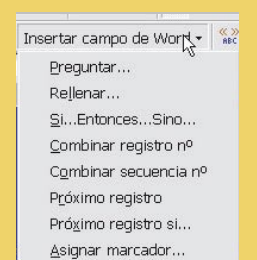 Insertar campo de Word
« »
ABC
Preguntar...
Rellenar...
Si...Entonces...Sino...
Combinar registro nº
Combinar secuencia nº
Próximo registro
Próximo registro si...
Asignar marcador...